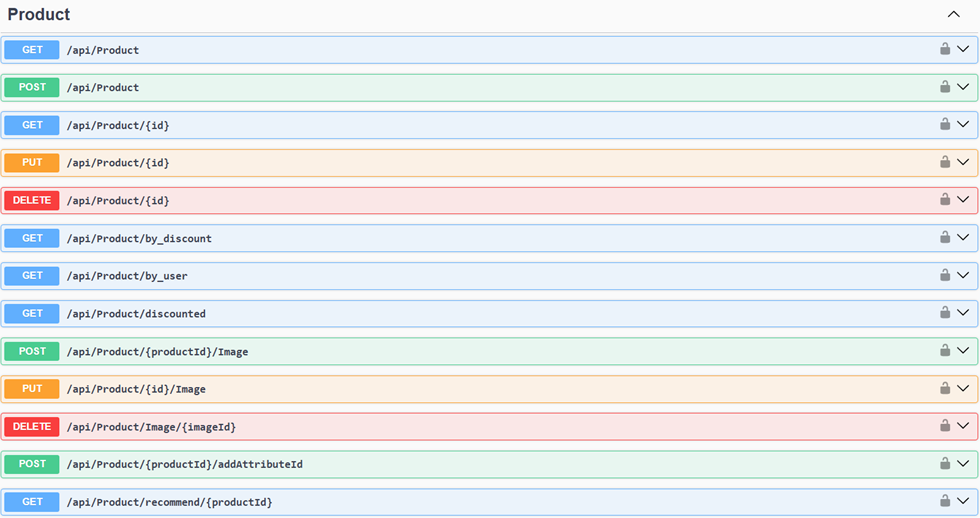 Product
GET /api/Product
POST /api/Product
GET /api/Product/{id}
PUT /api/Product/{id}
DELETE /api/Product/{id}
GET /api/Product/by_discount
GET /api/Product/by_user
GET /api/Product/discounted
POST /api/Product/{productId}/Image
PUT /api/Product/{id}/Image
DELETE /api/Product/Image/{imageId}
POST /api/Product/{productId}/addAttributeId
GET /api/Product/recommend/{productId}